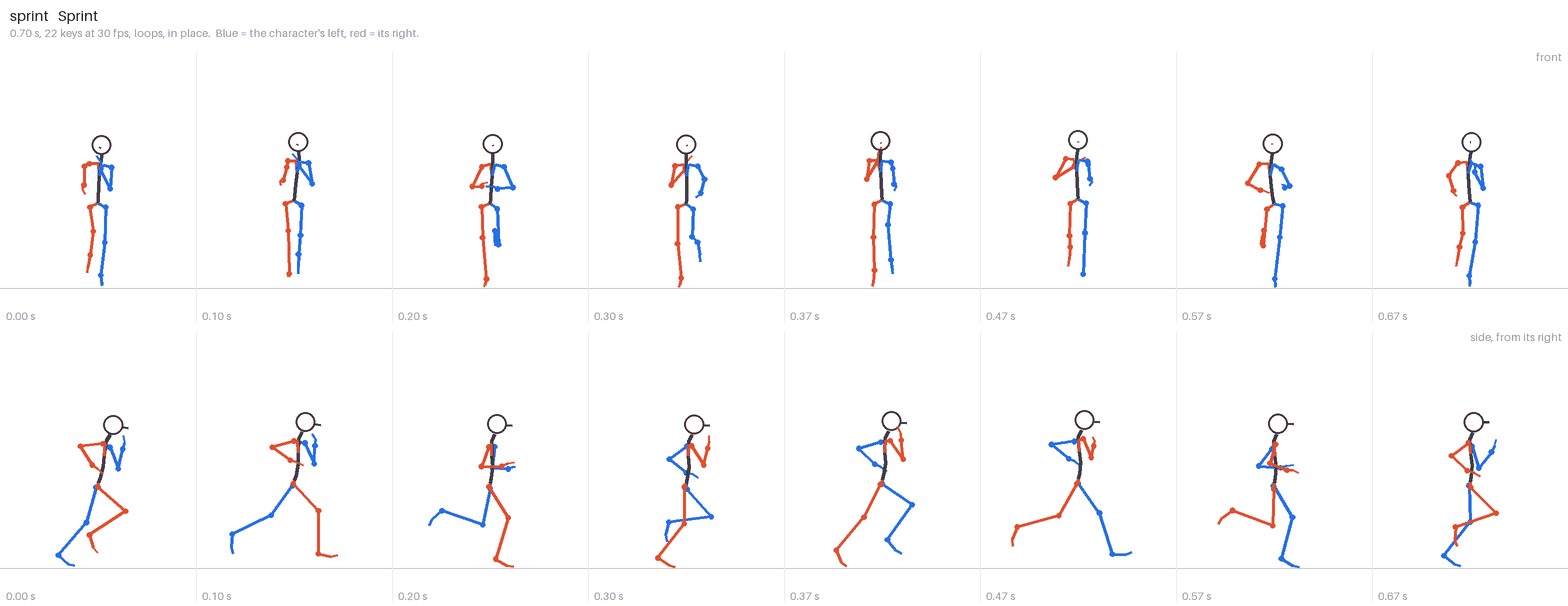 sprint Sprint
0.70 s, 22 keys at 30 fps, loops, in place. Blue = the character's left, red = its right.
front
0.00 s 0.10 s 0.20 s 0.30 s 0.37 s 0.47 s 0.57 s 0.67 s
side, from its right
0.00 s 0.10 s 0.20 s 0.30 s 0.37 s 0.47 s 0.57 s 0.67 s